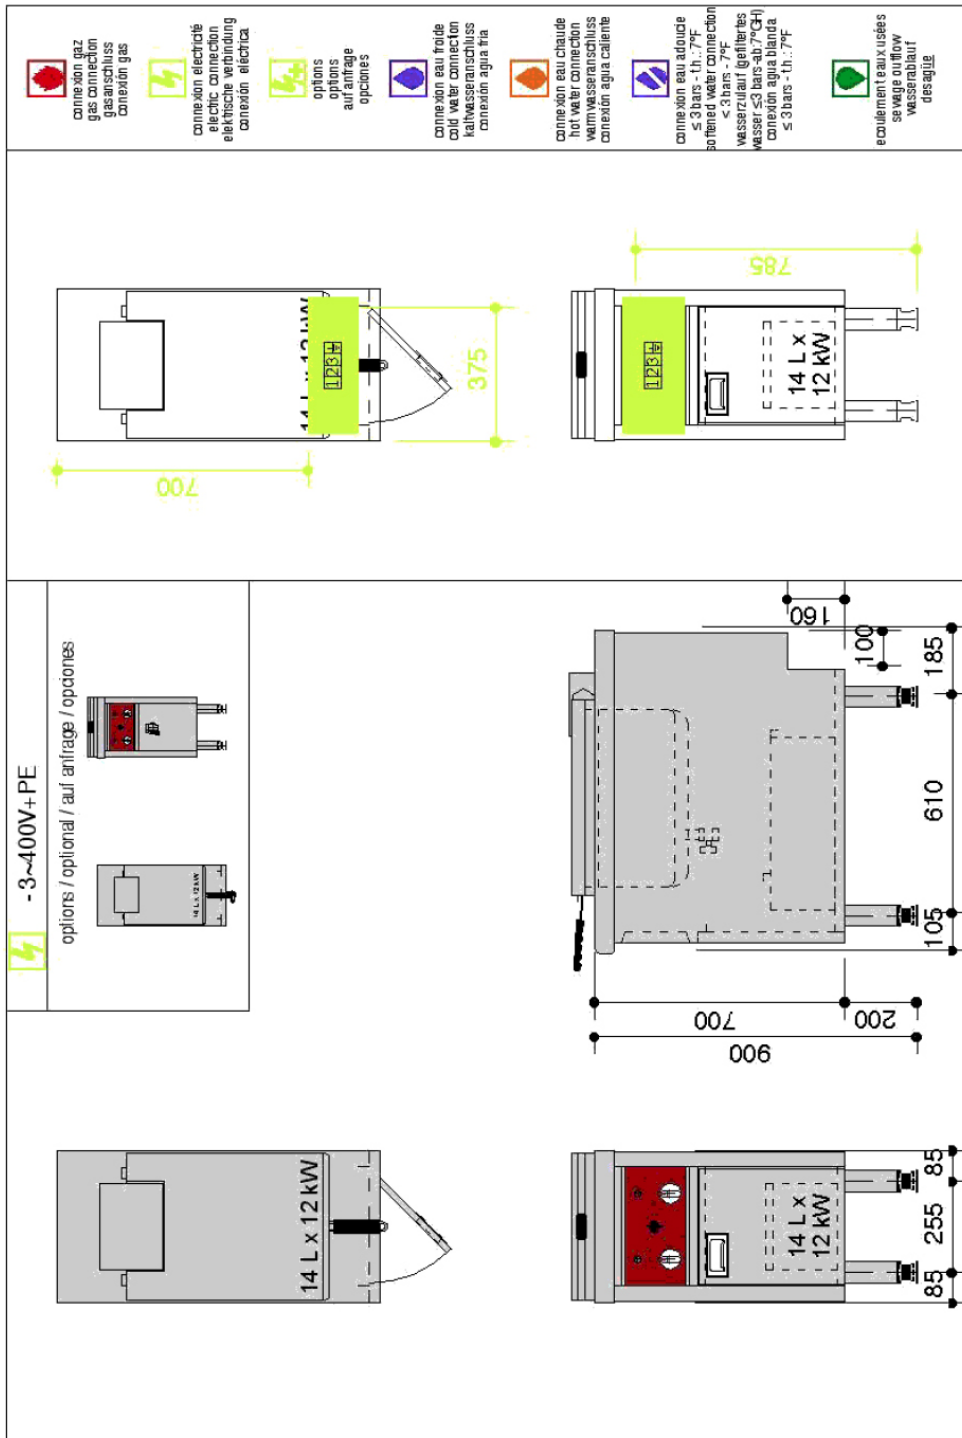 connexion gaz
gas connection
gasanschluss
conexión gas
connexion electricité
electric connection
elektrische verbindung
conexión eléctrica
options
options
auf antrage
opciones
connexion eau froide
cold water connection
kaltwasseranschluss
conexión agua fria
connexion eau chaude
hot water connection
warmwasseranschluss
conexión agua caliente
connexion eau adoucie
≤ 3 bars - t.h.: 7°F
softened water connection
≤ 3 bars - 7°F
wasserzulauf (gefiltertes
wasser ≤3 bars -ab:7°GH)
conexión agua blanda
≤ 3 bars - t.h.: 7°F
ecoulement eaux usées
sewage outflow
wasserablauf
desagüe
14 L x 12 kW
123
700
375
785
123
14 L x
12 kW
- 3~400V+PE
options / optional / auf anfrage / opciones
14 L x 12 kW
160
100
185
610
105
700
200
900
14 L x 12 kW
14 L x
12 kW
85
255
85